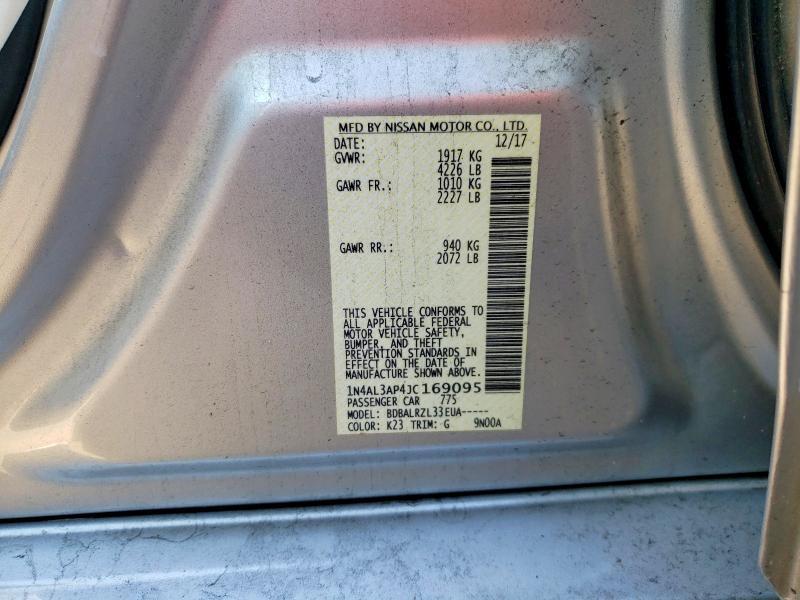 MFD BY NISSAN MOTOR CO., LTD.
DATE: 12/17
GVWR: 1917 KG
4226 LB
GAWR FR.: 1010 KG
2227 LB
GAWR RR.: 940 KG
2072 LB
THIS VEHICLE CONFORMS TO
ALL APPLICABLE FEDERAL
MOTOR VEHICLE SAFETY,
BUMPER, AND THEFT
PREVENTION STANDARDS IN
EFFECT ON THE DATE OF
MANUFACTURE SHOWN ABOVE.
1N4AL3AP4JC169095
PASSENGER CAR 775
MODEL: BDBALRZL33EUA-----
COLOR: K23 TRIM: G 9N00A